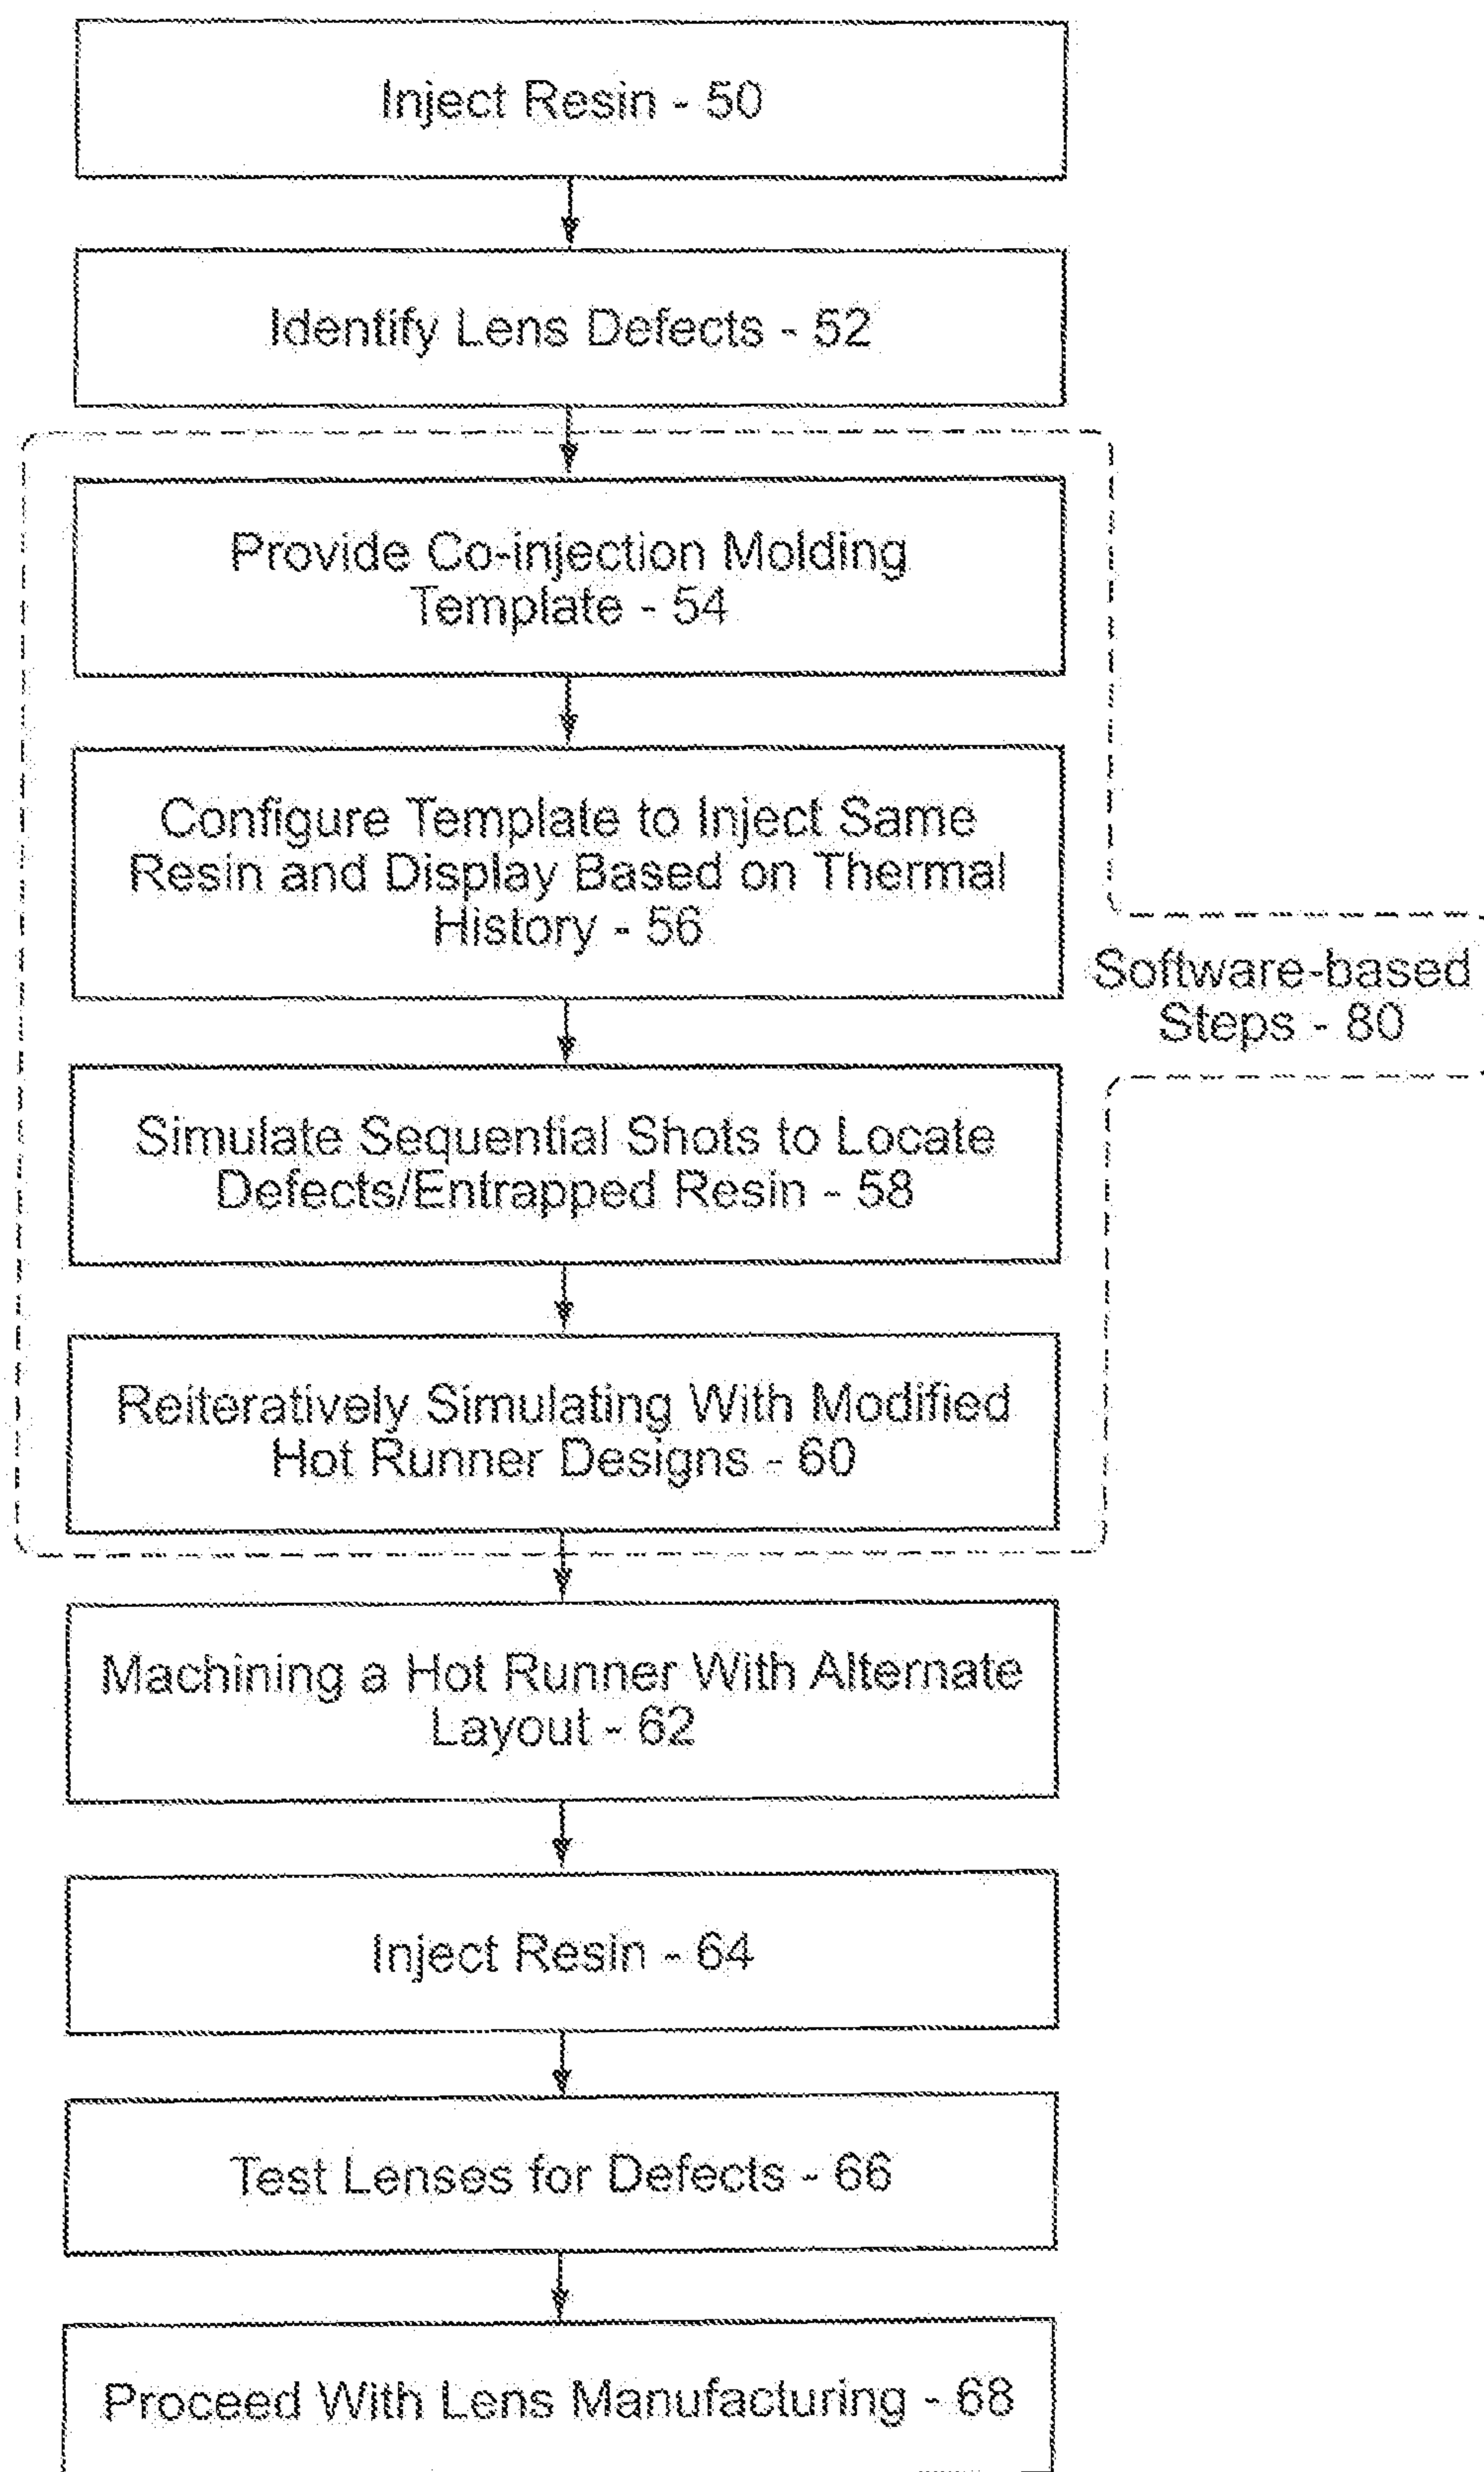 Inject Resin - 50
Identify Lens Defects - 52
Provide Co-injection Molding
Template - 54
Configure Template to Inject Same
Resin and Display Based on Thermal
History - 56
Software-based
Steps - 80
Simulate Sequential Shots to Locate
Defects/Entrapped Resin - 58
Reiteratively Simulating With Modified
Hot Runner Designs - 60
Machining a Hot Runner With Alternate
Layout - 62
Inject Resin - 64
Test Lenses for Defects - 66
Proceed With Lens Manufacturing - 68